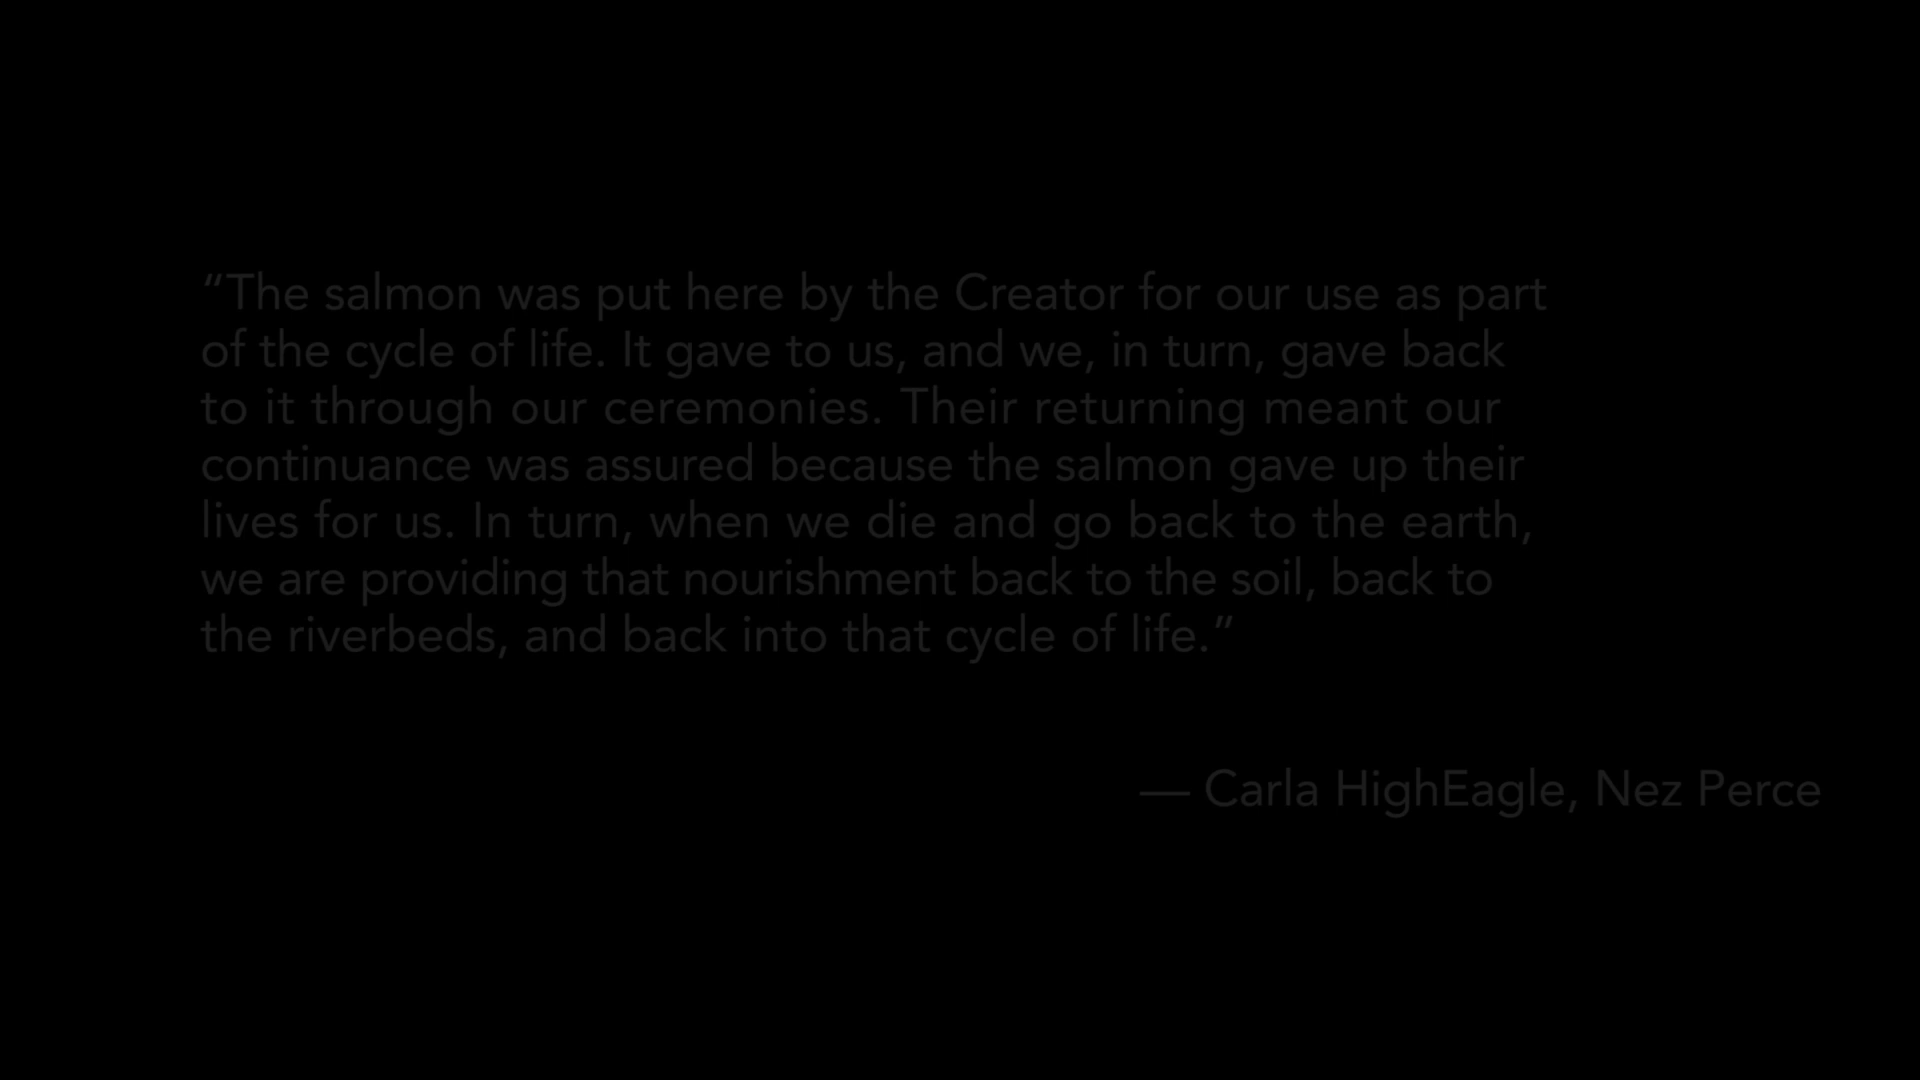 “The salmon was put here by the Creator for our use as part
of the cycle of life. It gave to us, and we, in turn, gave back
to it through our ceremonies. Their returning meant our
continuance was assured because the salmon gave up their
lives for us. In turn, when we die and go back to the earth,
we are providing that nourishment back to the soil, back to
the riverbeds, and back into that cycle of life.”
— Carla HighEagle, Nez Perce